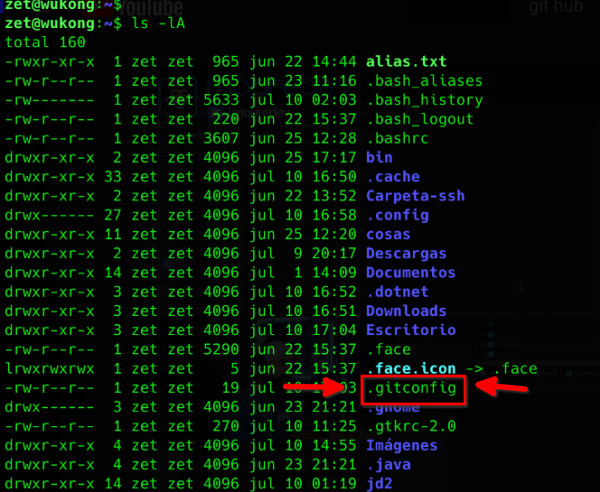 Youtube
git hub
zet@wukong:~$
zet@wukong:~$ ls -lA
total 160
-rwxr-xr-x 1 zet zet 965 jun 22 14:44 alias.txt
-rw-r--r-- 1 zet zet 965 jun 23 11:16 .bash_aliases
-rw------- 1 zet zet 5633 jul 10 02:03 .bash_history
-rw-r--r-- 1 zet zet 220 jun 22 15:37 .bash_logout
-rw-r--r-- 1 zet zet 3607 jun 25 12:28 .bashrc
drwxr-xr-x 2 zet zet 4096 jun 25 17:17 bin
drwxr-xr-x 33 zet zet 4096 jul 10 16:50 .cache
drwxr-xr-x 2 zet zet 4096 jun 22 13:52 Carpeta-ssh
drwx------ 27 zet zet 4096 jul 10 16:58 .config
drwxr-xr-x 11 zet zet 4096 jun 25 12:20 cosas
drwxr-xr-x 2 zet zet 4096 jul 9 20:17 Descargas
drwxr-xr-x 14 zet zet 4096 jul 1 14:09 Documentos
drwxr-xr-x 3 zet zet 4096 jul 10 16:52 .dotnet
drwxr-xr-x 3 zet zet 4096 jul 10 16:51 Downloads
drwxr-xr-x 3 zet zet 4096 jul 10 17:04 Escritorio
-rw-r--r-- 1 zet zet 5290 jun 22 15:37 .face
lrwxrwxrwx 1 zet zet 5 jun 22 15:37 .face.icon -> .face
-rw-r--r-- 1 zet zet 19 jul .gitconfig
drwx------ 3 zet zet 4096 jun 23 21:21 .gnome
-rw-r--r-- 1 zet zet 270 jul 10 11:25 .gtkrc-2.0
drwxr-xr-x 4 zet zet 4096 jul 10 14:55 Imágenes
drwxr-xr-x 4 zet zet 4096 jun 23 21:21 .java
drwxr-xr-x 14 zet zet 4096 jul 10 01:19 jd2